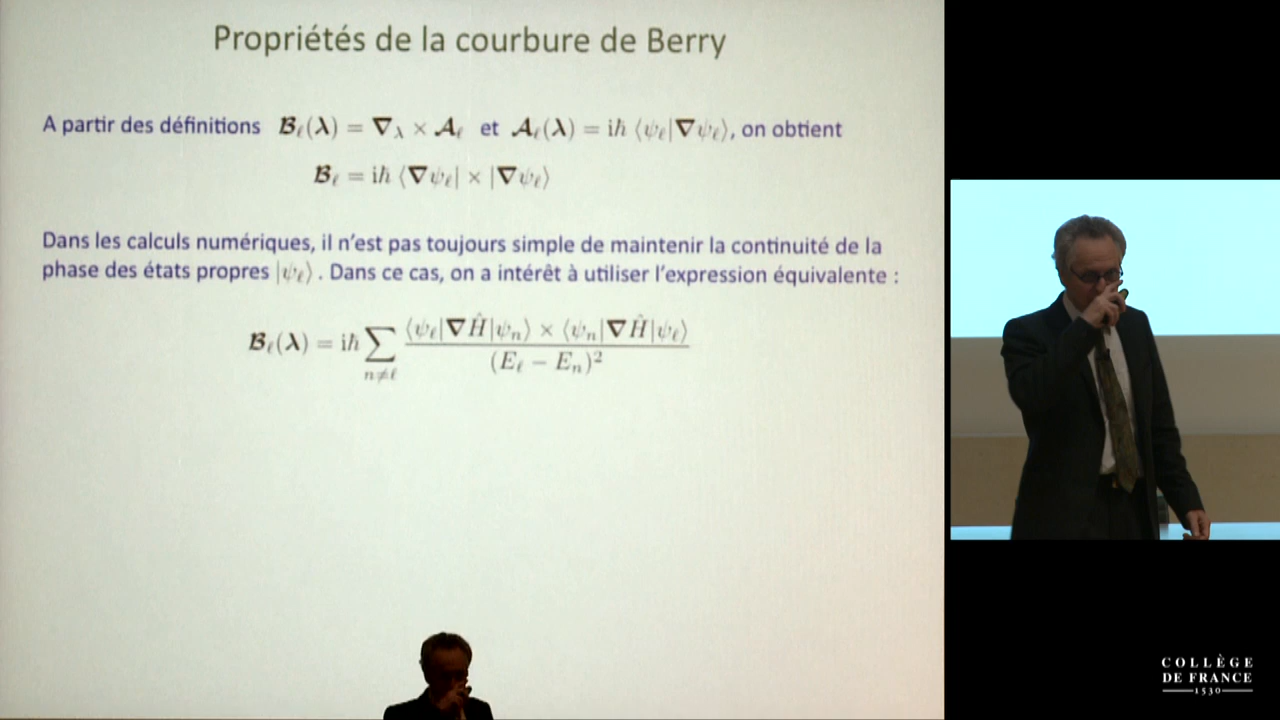 Propriétés de la courbure de Berry
A partir des définitions 𝓑ℓ(λ) = ∇λ × 𝓐ℓ et 𝓐ℓ(λ) = iħ ⟨ψℓ|∇ψℓ⟩, on obtient
𝓑ℓ = iħ ⟨∇ψℓ| × |∇ψℓ⟩
Dans les calculs numériques, il n'est pas toujours simple de maintenir la continuité de la
phase des états propres |ψℓ⟩ . Dans ce cas, on a intérêt à utiliser l'expression équivalente :
𝓑ℓ(λ) = iħ ∑n≠ℓ ⟨ψℓ|∇Ĥ|ψn⟩ × ⟨ψn|∇Ĥ|ψℓ⟩ / (Eℓ − En)²
COLLÈGE
DE FRANCE
1530